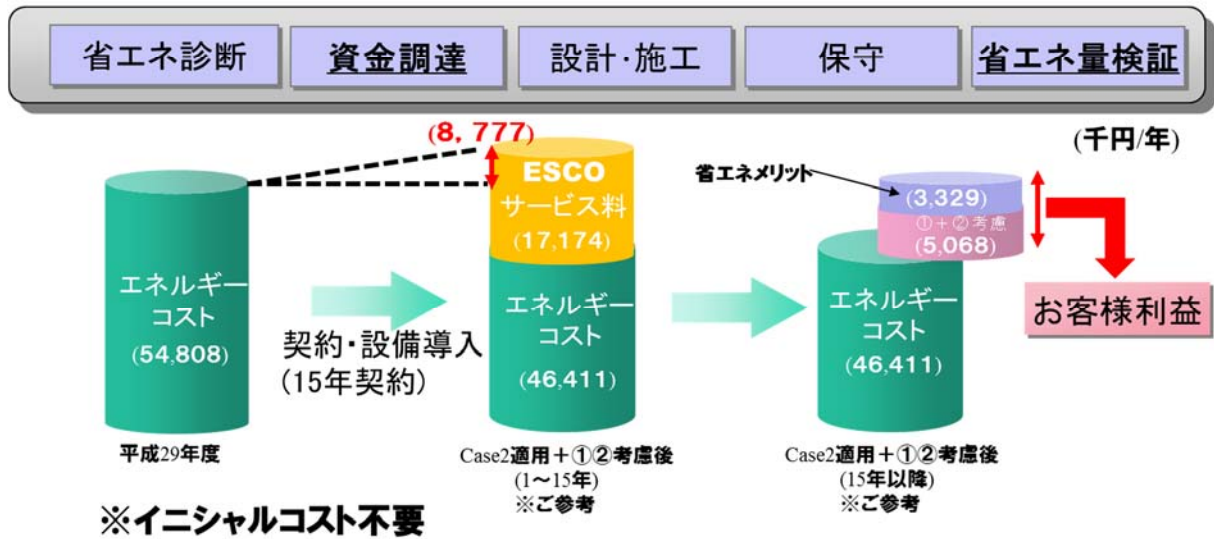 省エネ診断
資金調達
設計・施工
保守
省エネ量検証
(千円/年)
(8,777)
ESCO
サービス料
(17,174)
省エネメリット
(3,329)
①+②考慮
(5,068)
エネルギー
コスト
(54,808)
契約・設備導入
(15年契約)
エネルギー
コスト
(46,411)
エネルギー
コスト
(46,411)
お客様利益
平成29年度
Case2適用+①②考慮後
(1～15年)
※ご参考
Case2適用+①②考慮後
(15年以降)
※ご参考
※イニシャルコスト不要